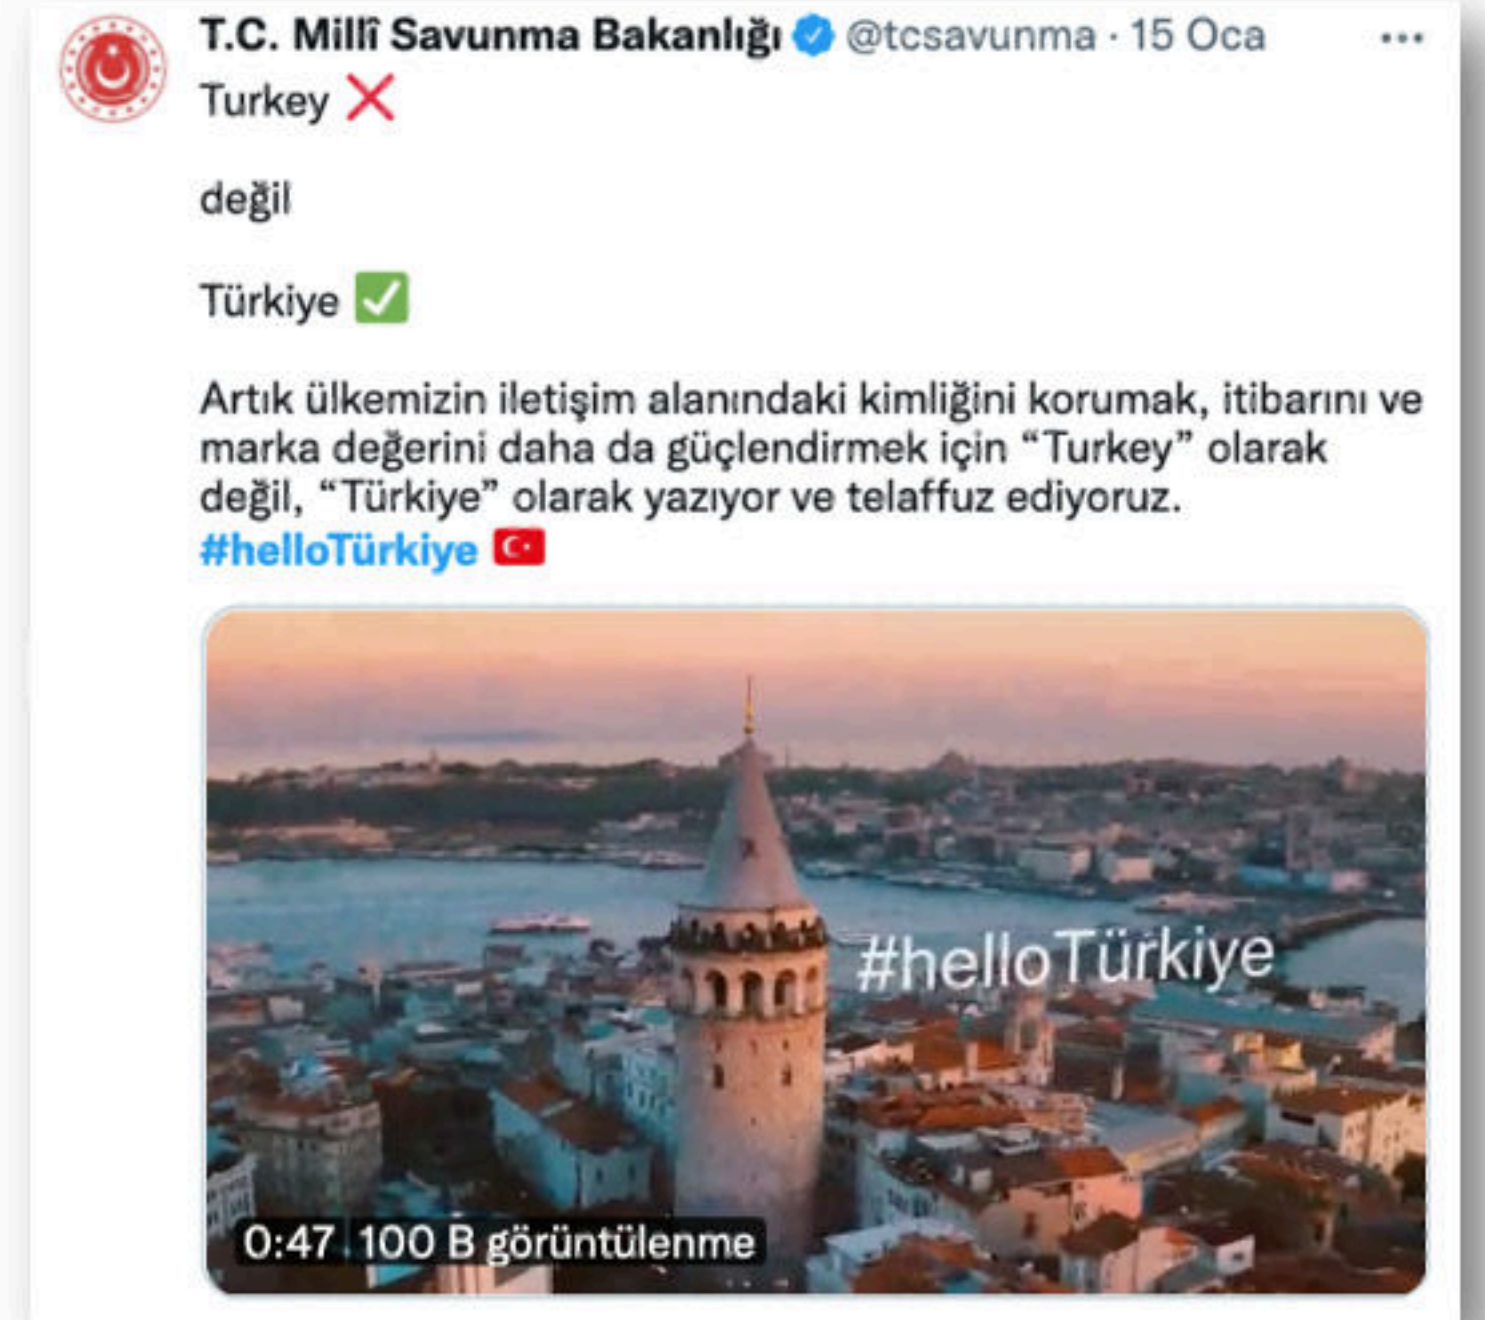 T.C. Millî Savunma Bakanlığı @tcsavunma · 15 Oca
Turkey ❌
değil
Türkiye ✅
Artık ülkemizin iletişim alanındaki kimliğini korumak, itibarını ve
marka değerini daha da güçlendirmek için “Turkey” olarak
değil, “Türkiye” olarak yazıyor ve telaffuz ediyoruz.
#helloTürkiye 🇹🇷
#helloTürkiye
0:47 100 B görüntülenme